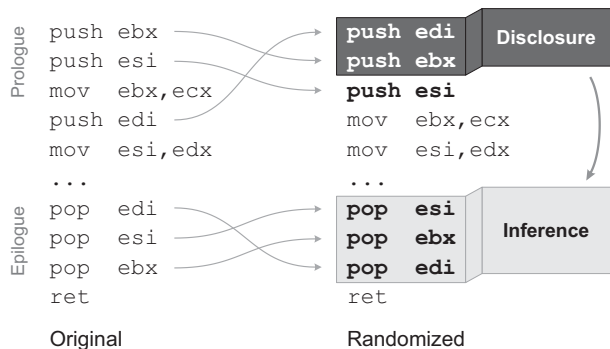 Prologue
push ebx
push esi
mov ebx,ecx
push edi
mov esi,edx
...
Epilogue
pop edi
pop esi
pop ebx
ret
Original
push edi
push ebx
push esi
mov ebx,ecx
mov esi,edx
...
pop esi
pop ebx
pop edi
ret
Randomized
Disclosure
Inference